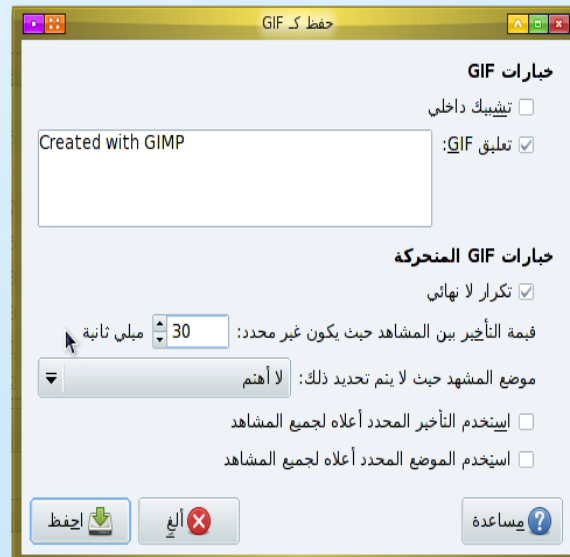 حفظ كـ GIF
خيارات GIF
تشبيك داخلي
تعليق GIF:
Created with GIMP
خيارات GIF المتحركة
تكرار لا نهائي
قيمة التأخير بين المشاهد حيث يكون غير محدد: 30 ميلي ثانية
موضع المشهد حيث لا يتم تحديد ذلك: لا أهتم
استخدم التأخير المحدد أعلاه لجميع المشاهد
استخدم الموضع المحدد أعلاه لجميع المشاهد
مساعدة ألغِ احفظ